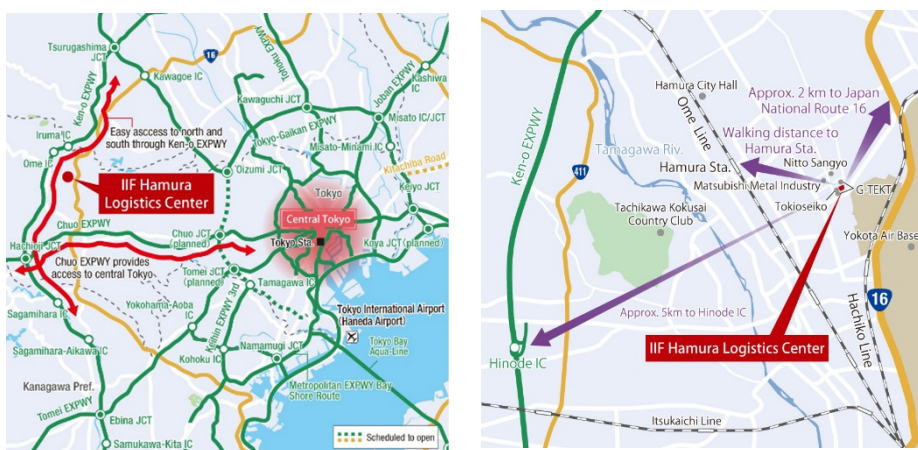 Tsurugashima
JCT
16
Kawagoe IC
Tohoku EXPWY
Joban EXPWY
Kashiwa
IC
Ken-o EXPWY
Kawaguchi JCT
Misato IC/JCT
Easy asccess to north and
south through Ken-o EXPWY
Tokyo-Gaikan EXPWY
Iruma IC
Ome IC
Misato-Minami IC
Oizumi JCT
Kitachiba Road
IIF Hamura
Logistics Center
Tokyo
Keiyo JCT
Central Tokyo
Chuo EXPWY
Chuo JCT
(planned)
Tokyo Sta.
Koya JCT(planned)
Hachioji JCT
Chuo EXPWY provides
access to central Tokyo.
Tomei JCT
(planned)
Tamagawa IC
Sagamihara IC
Yokohama-Aoba
IC
Keihin EXPWY 3rd
Tokyo International Airport
(Haneda Airport)
Sagamihara-Aikawa IC
Kohoku IC
Namamugi JCT
Tokyo Bay
Aqua-Line
Kanagawa Pref.
Metropolitan EXPWY Bay
Shore Route
Tomei EXPWY
Ebina JCT
Samukawa-Kita IC
Scheduled to open
Hamura City Hall
Approx. 2 km to Japan
National Route 16
Ome Line
Walking distance to
Hamura Sta.
Ken-o EXPWY
Tamagawa Riv.
Hamura Sta.
Nitto Sangyo
411
Matsubishi Metal Industry
G-TEKT
Tokioseiko
Tachikawa Kokusai
Country Club
Yokota Air Base
16
Approx. 5km to Hinode IC
Hachiko Line
IIF Hamura Logistics Center
Hinode IC
Itsukaichi Line